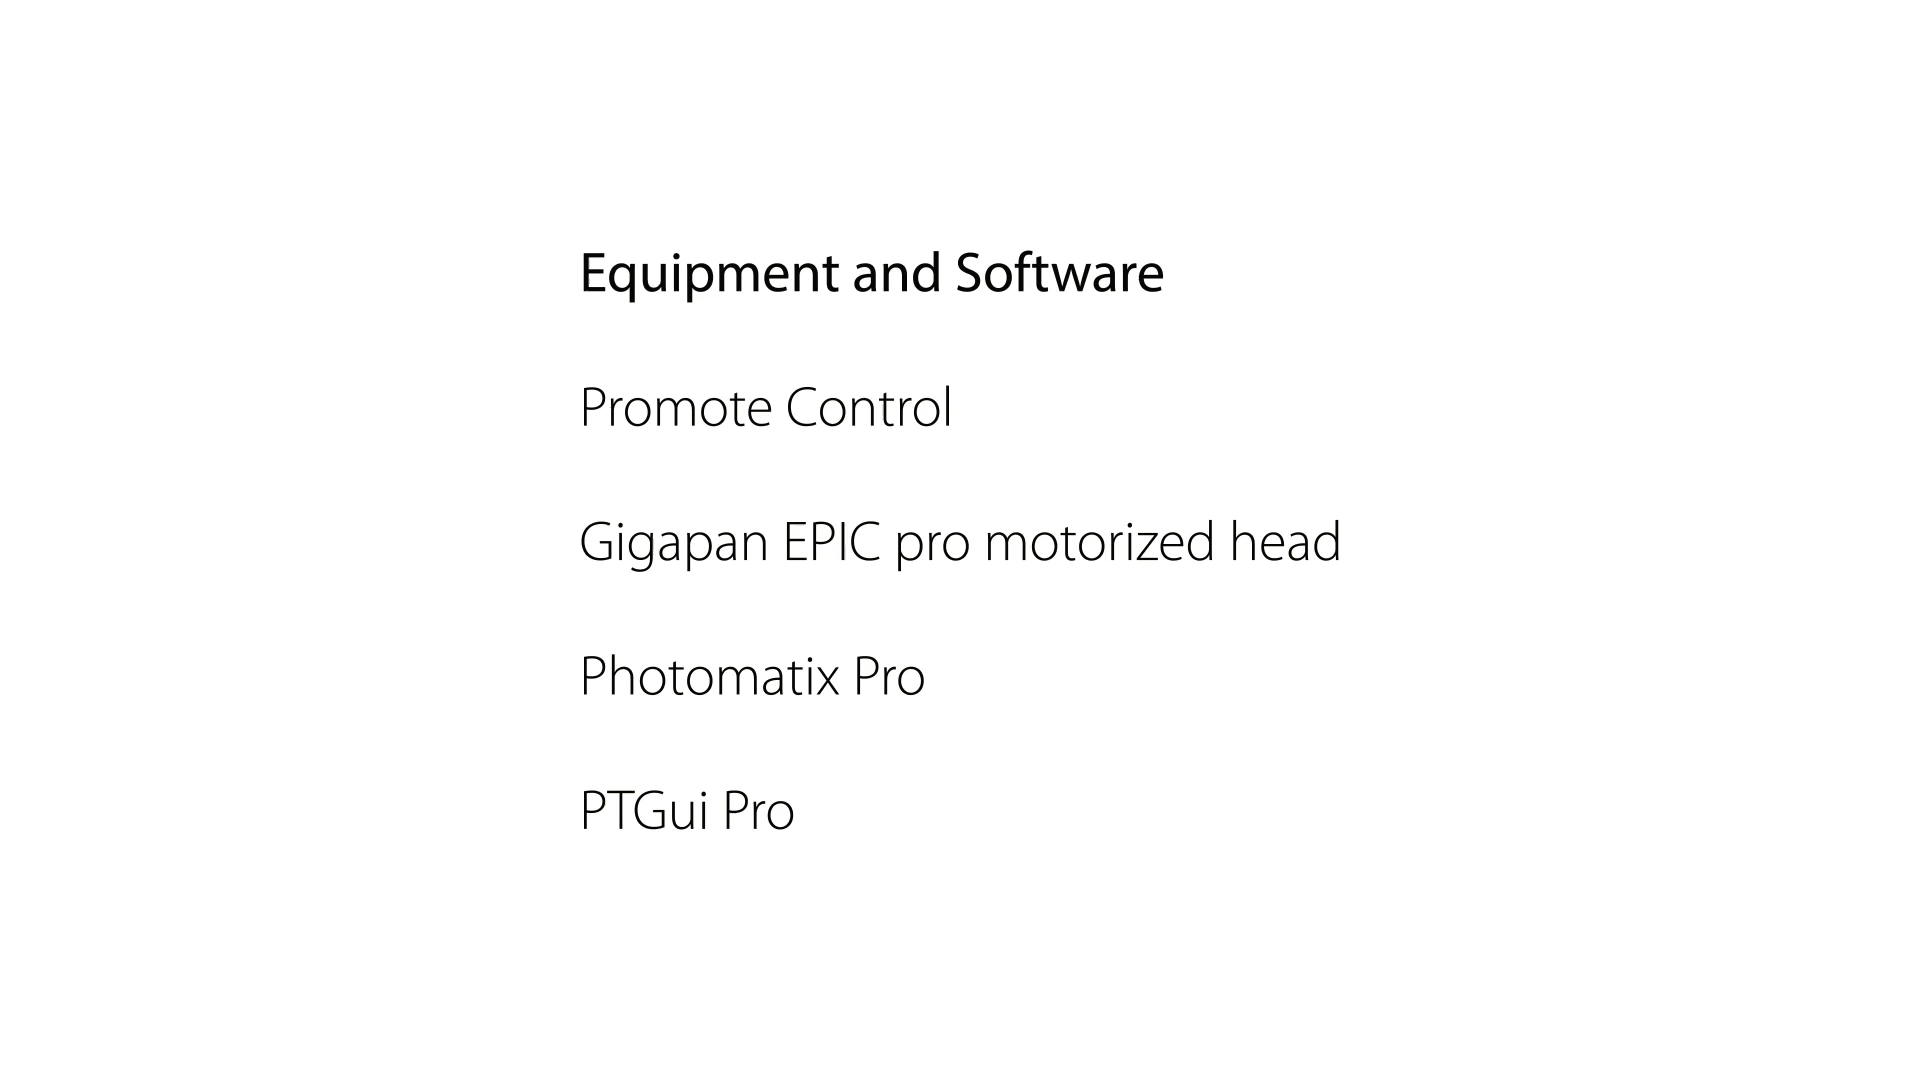 Equipment and Software
Promote Control
Gigapan EPIC pro motorized head
Photomatix Pro
PTGui Pro